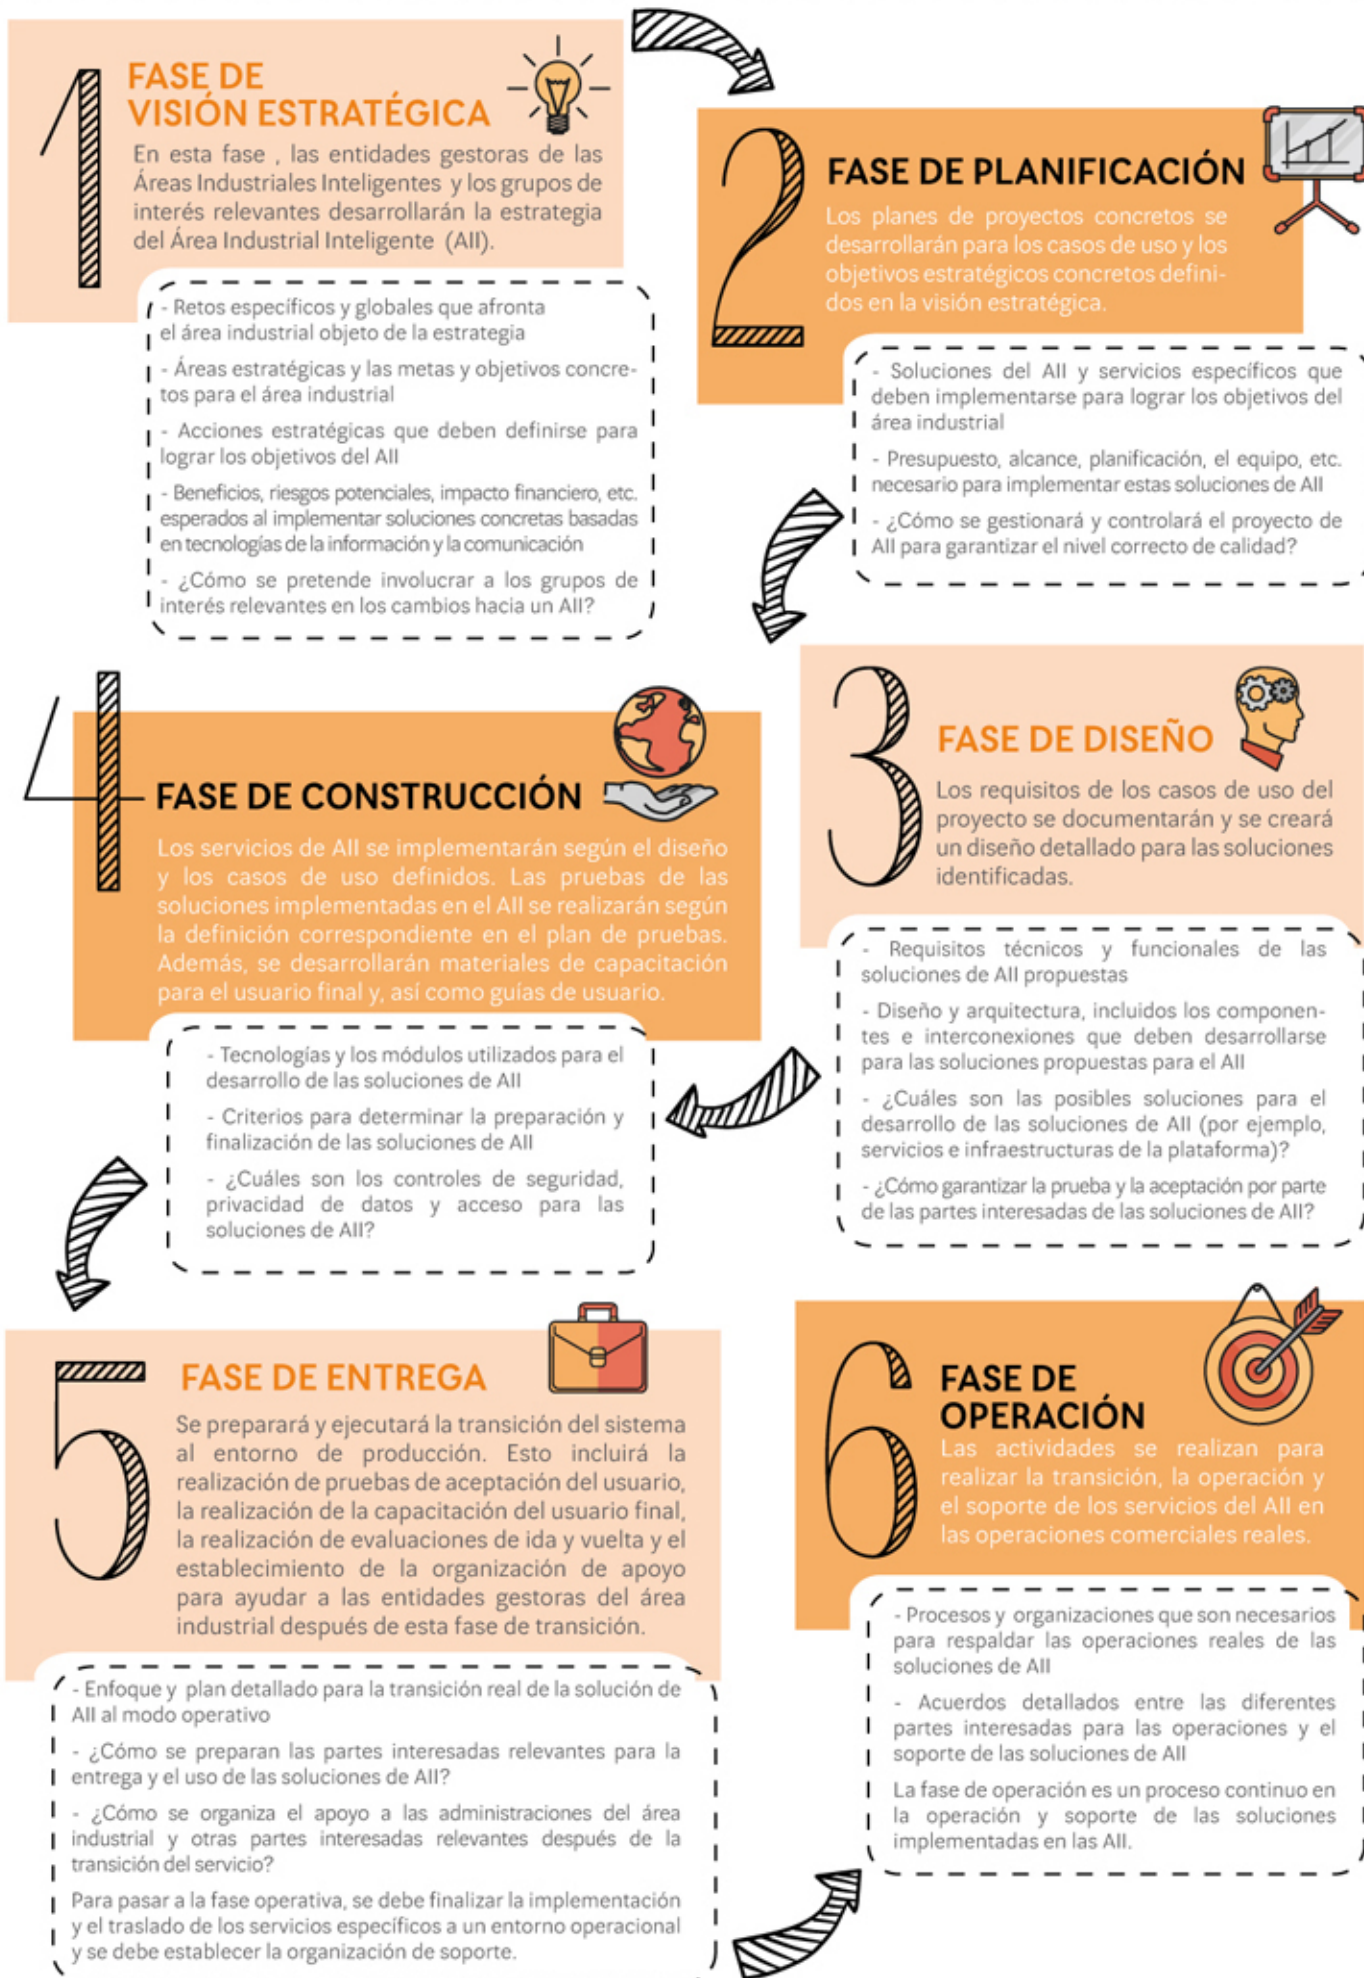 1
FASE DE
VISIÓN ESTRATÉGICA
En esta fase , las entidades gestoras de las
Áreas Industriales Inteligentes y los grupos de
interés relevantes desarrollarán la estrategia
del Área Industrial Inteligente (AII).
- Retos específicos y globales que afronta
el área industrial objeto de la estrategia
- Áreas estratégicas y las metas y objetivos concre-
tos para el área industrial
- Acciones estratégicas que deben definirse para
lograr los objetivos del AII
- Beneficios, riesgos potenciales, impacto financiero, etc.
esperados al implementar soluciones concretas basadas
en tecnologías de la información y la comunicación
- ¿Cómo se pretende involucrar a los grupos de
interés relevantes en los cambios hacia un AII?
2
FASE DE PLANIFICACIÓN
Los planes de proyectos concretos se
desarrollarán para los casos de uso y los
objetivos estratégicos concretos defini-
dos en la visión estratégica.
- Soluciones del AII y servicios específicos que
deben implementarse para lograr los objetivos del
área industrial
- Presupuesto, alcance, planificación, el equipo, etc.
necesario para implementar estas soluciones de AII
- ¿Cómo se gestionará y controlará el proyecto de
AII para garantizar el nivel correcto de calidad?
3
FASE DE DISEÑO
Los requisitos de los casos de uso del
proyecto se documentarán y se creará
un diseño detallado para las soluciones
identificadas.
- Requisitos técnicos y funcionales de las
soluciones de AII propuestas
- Diseño y arquitectura, incluidos los componen-
tes e interconexiones que deben desarrollarse
para las soluciones propuestas para el AII
- ¿Cuáles son las posibles soluciones para el
desarrollo de las soluciones de AII (por ejemplo,
servicios e infraestructuras de la plataforma)?
- ¿Cómo garantizar la prueba y la aceptación por parte
de las partes interesadas de las soluciones de AII?
4
FASE DE CONSTRUCCIÓN
Los servicios de AII se implementarán según el diseño
y los casos de uso definidos. Las pruebas de las
soluciones implementadas en el AII se realizarán según
la definición correspondiente en el plan de pruebas.
Además, se desarrollarán materiales de capacitación
para el usuario final y, así como guías de usuario.
- Tecnologías y los módulos utilizados para el
desarrollo de las soluciones de AII
- Criterios para determinar la preparación y
finalización de las soluciones de AII
- ¿Cuáles son los controles de seguridad,
privacidad de datos y acceso para las
soluciones de AII?
5
FASE DE ENTREGA
Se preparará y ejecutará la transición del sistema
al entorno de producción. Esto incluirá la
realización de pruebas de aceptación del usuario,
la realización de la capacitación del usuario final,
la realización de evaluaciones de ida y vuelta y el
establecimiento de la organización de apoyo
para ayudar a las entidades gestoras del área
industrial después de esta fase de transición.
- Enfoque y plan detallado para la transición real de la solución de
AII al modo operativo
- ¿Cómo se preparan las partes interesadas relevantes para la
entrega y el uso de las soluciones de AII?
- ¿Cómo se organiza el apoyo a las administraciones del área
industrial y otras partes interesadas relevantes después de la
transición del servicio?
Para pasar a la fase operativa, se debe finalizar la implementación
y el traslado de los servicios específicos a un entorno operacional
y se debe establecer la organización de soporte.
6
FASE DE
OPERACIÓN
Las actividades se realizan para
realizar la transición, la operación y
el soporte de los servicios del AII en
las operaciones comerciales reales.
- Procesos y organizaciones que son necesarios
para respaldar las operaciones reales de las
soluciones de AII
- Acuerdos detallados entre las diferentes
partes interesadas para las operaciones y el
soporte de las soluciones de AII
La fase de operación es un proceso continuo en
la operación y soporte de las soluciones
implementadas en las AII.